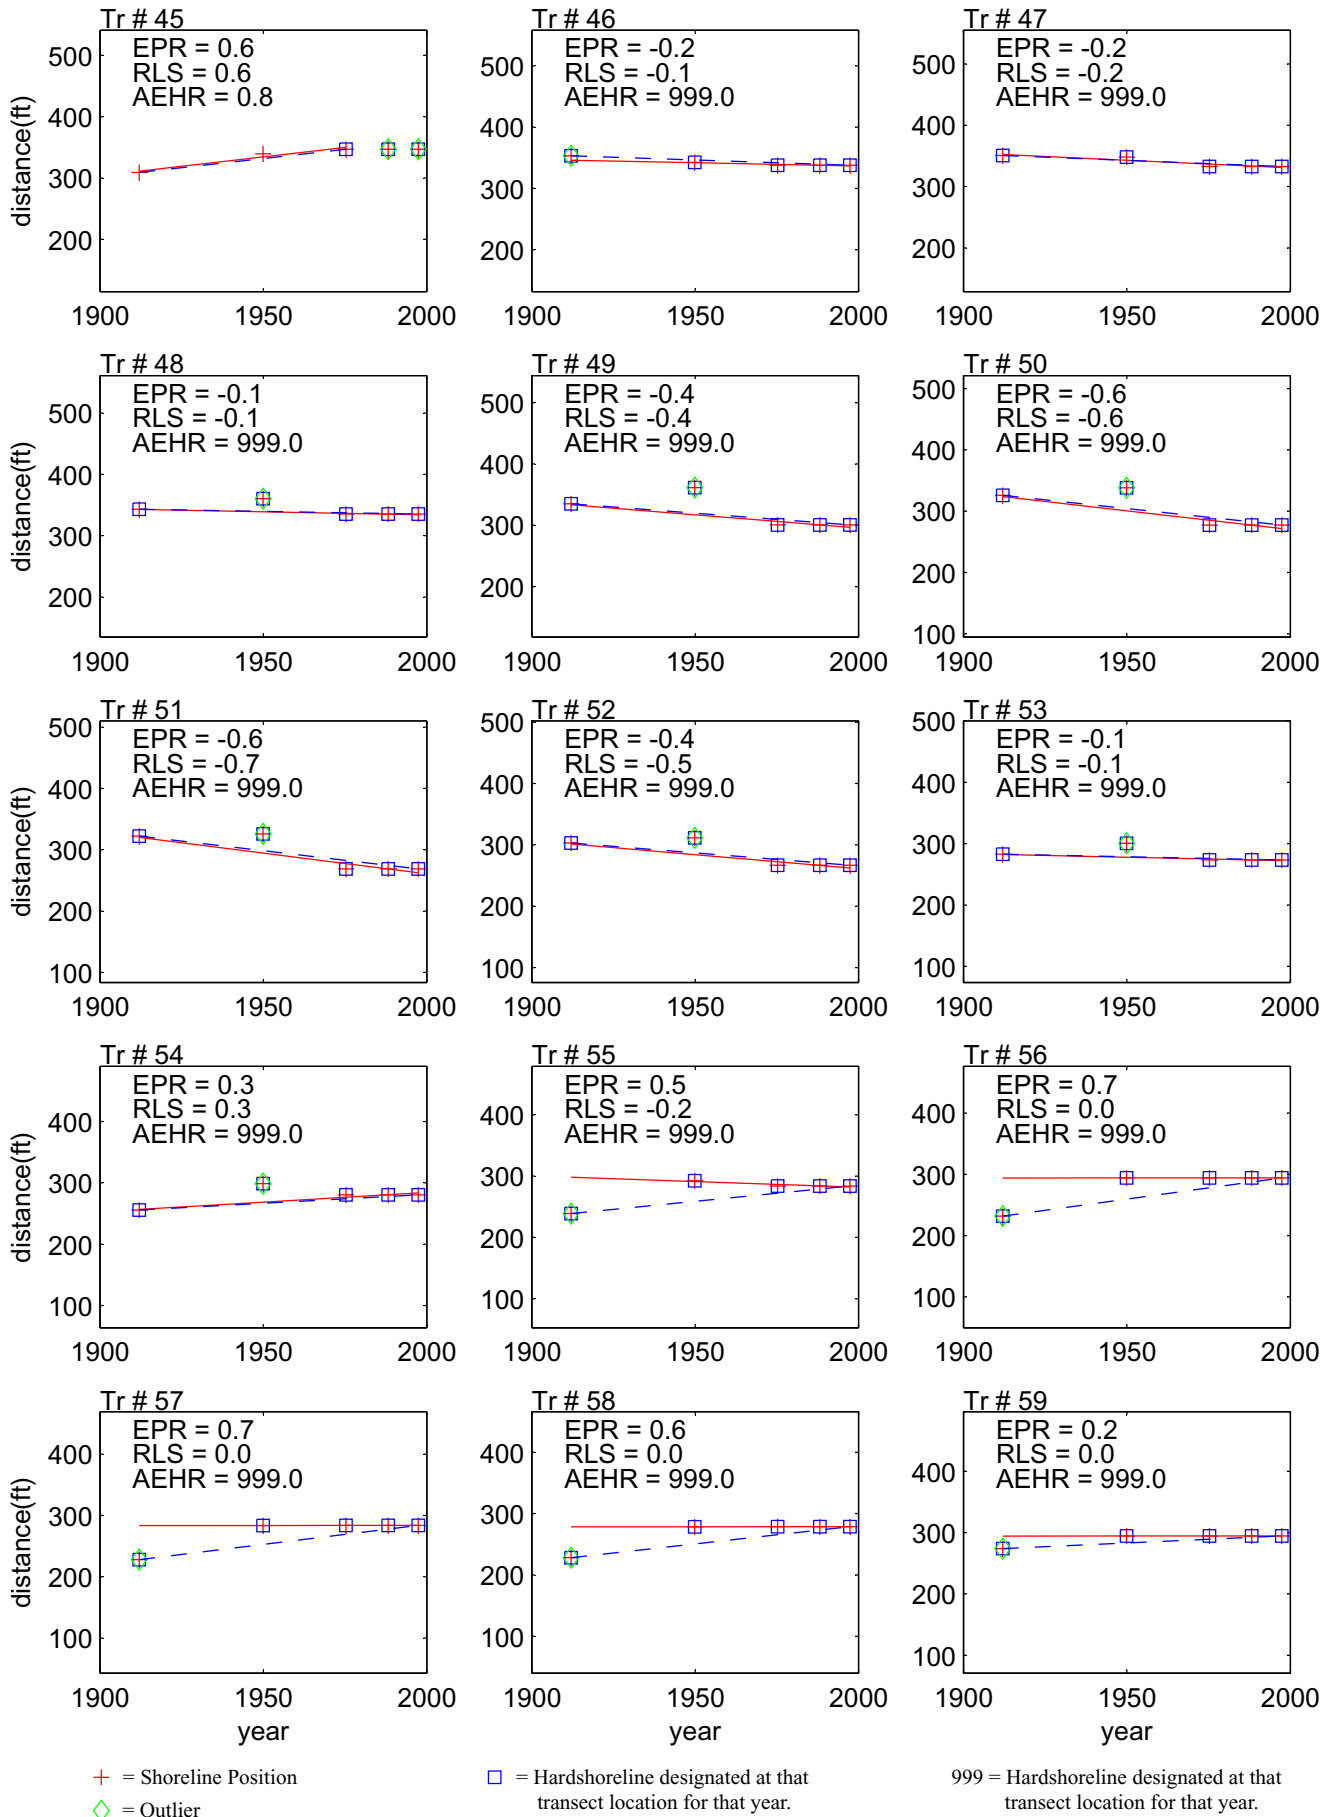 Tr # 45
EPR = 0.6
RLS = 0.6
AEHR = 0.8
500
400
300
200
distance(ft)
1900
1950
2000
Tr # 46
EPR = -0.2
RLS = -0.1
AEHR = 999.0
500
400
300
200
1900
1950
2000
Tr # 47
EPR = -0.2
RLS = -0.2
AEHR = 999.0
500
400
300
200
1900
1950
2000
Tr # 48
EPR = -0.1
RLS = -0.1
AEHR = 999.0
500
400
300
200
distance(ft)
1900
1950
2000
Tr # 49
EPR = -0.4
RLS = -0.4
AEHR = 999.0
500
400
300
200
1900
1950
2000
Tr # 50
EPR = -0.6
RLS = -0.6
AEHR = 999.0
500
400
300
200
100
1900
1950
2000
Tr # 51
EPR = -0.6
RLS = -0.7
AEHR = 999.0
500
400
300
200
100
distance(ft)
1900
1950
2000
Tr # 52
EPR = -0.4
RLS = -0.5
AEHR = 999.0
500
400
300
200
100
1900
1950
2000
Tr # 53
EPR = -0.1
RLS = -0.1
AEHR = 999.0
500
400
300
200
100
1900
1950
2000
Tr # 54
EPR = 0.3
RLS = 0.3
AEHR = 999.0
400
300
200
100
distance(ft)
1900
1950
2000
Tr # 55
EPR = 0.5
RLS = -0.2
AEHR = 999.0
400
300
200
100
1900
1950
2000
Tr # 56
EPR = 0.7
RLS = 0.0
AEHR = 999.0
400
300
200
100
1900
1950
2000
Tr # 57
EPR = 0.7
RLS = 0.0
AEHR = 999.0
400
300
200
100
distance(ft)
1900
1950
2000
year
Tr # 58
EPR = 0.6
RLS = 0.0
AEHR = 999.0
400
300
200
100
1900
1950
2000
year
Tr # 59
EPR = 0.2
RLS = 0.0
AEHR = 999.0
400
300
200
100
1900
1950
2000
year
= Shoreline Position
= Outlier
= Hardshoreline designated at that
transect location for that year.
999 = Hardshoreline designated at that
transect location for that year.